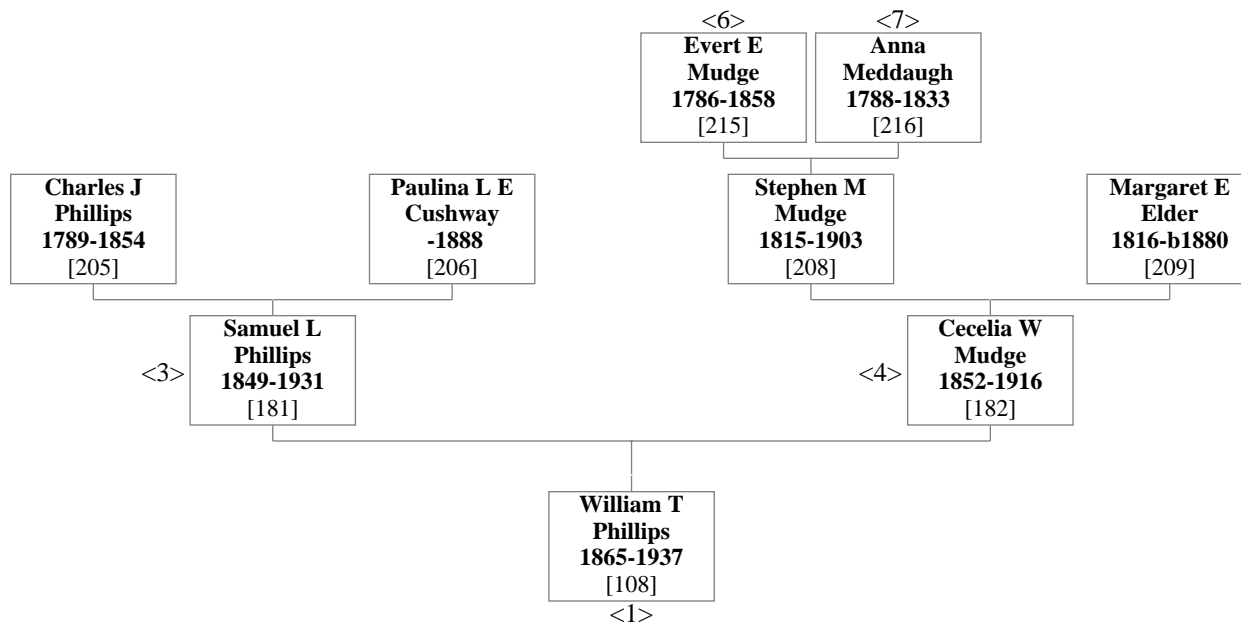 <6>
Evert E
Mudge
1786-1858
[215]
<7>
Anna
Meddaugh
1788-1833
[216]
Charles J
Phillips
1789-1854
[205]
Paulina L E
Cushway
-1888
[206]
Stephen M
Mudge
1815-1903
[208]
Margaret E
Elder
1816-b1880
[209]
<3>
Samuel L
Phillips
1849-1931
[181]
<4>
Cecelia W
Mudge
1852-1916
[182]
William T
Phillips
1865-1937
[108]
<1>